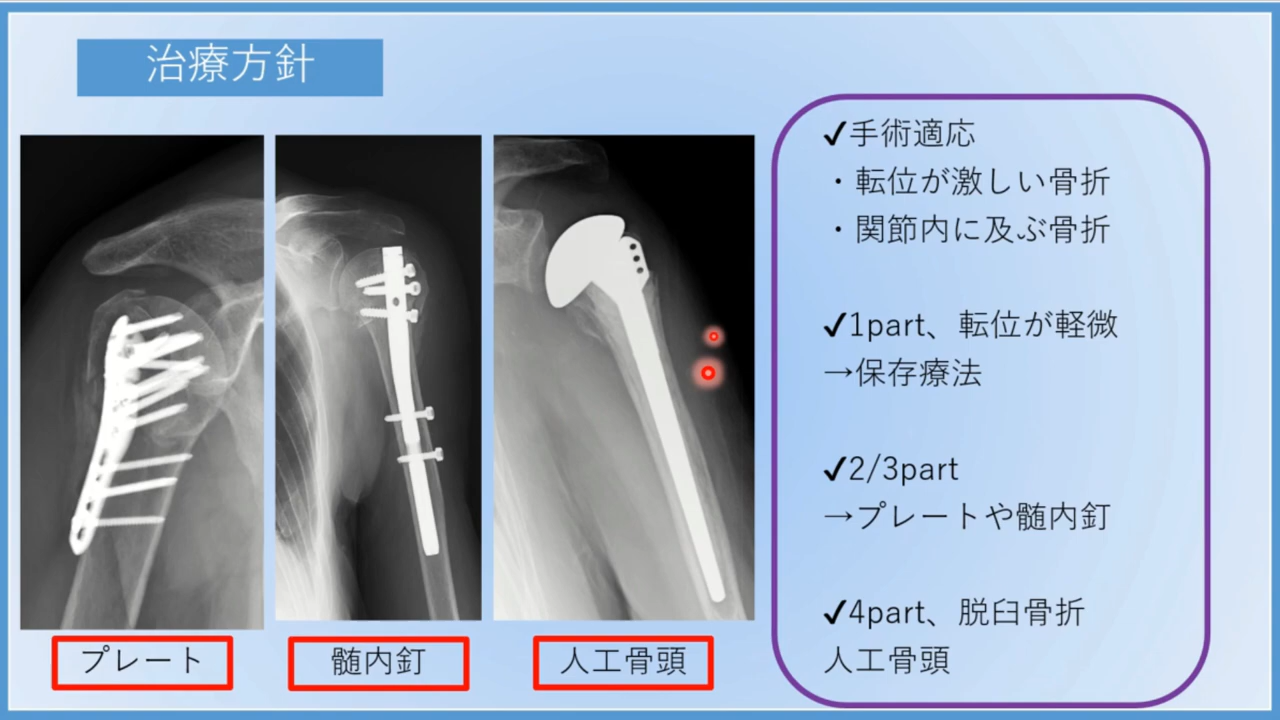 治療方針
プレート
髄内釘
人工骨頭
✓手術適応
・転位が激しい骨折
・関節内に及ぶ骨折
✓1part、転位が軽微
→保存療法
✓2/3part
→プレートや髄内釘
✓4part、脱臼骨折
人工骨頭